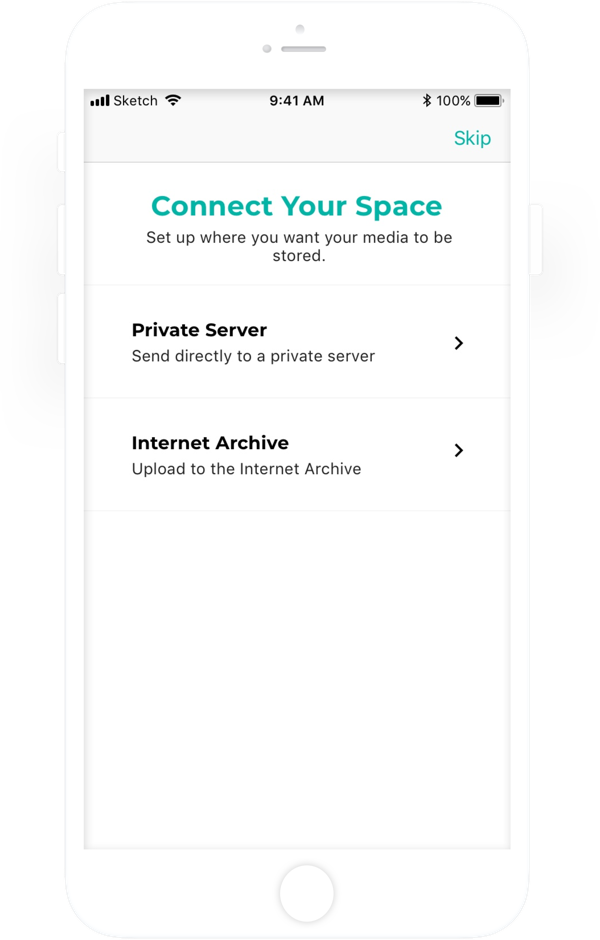 Sketch 9:41 AM 100%
Skip
Connect Your Space
Set up where you want your media to be
stored.
Private Server
Send directly to a private server
Internet Archive
Upload to the Internet Archive